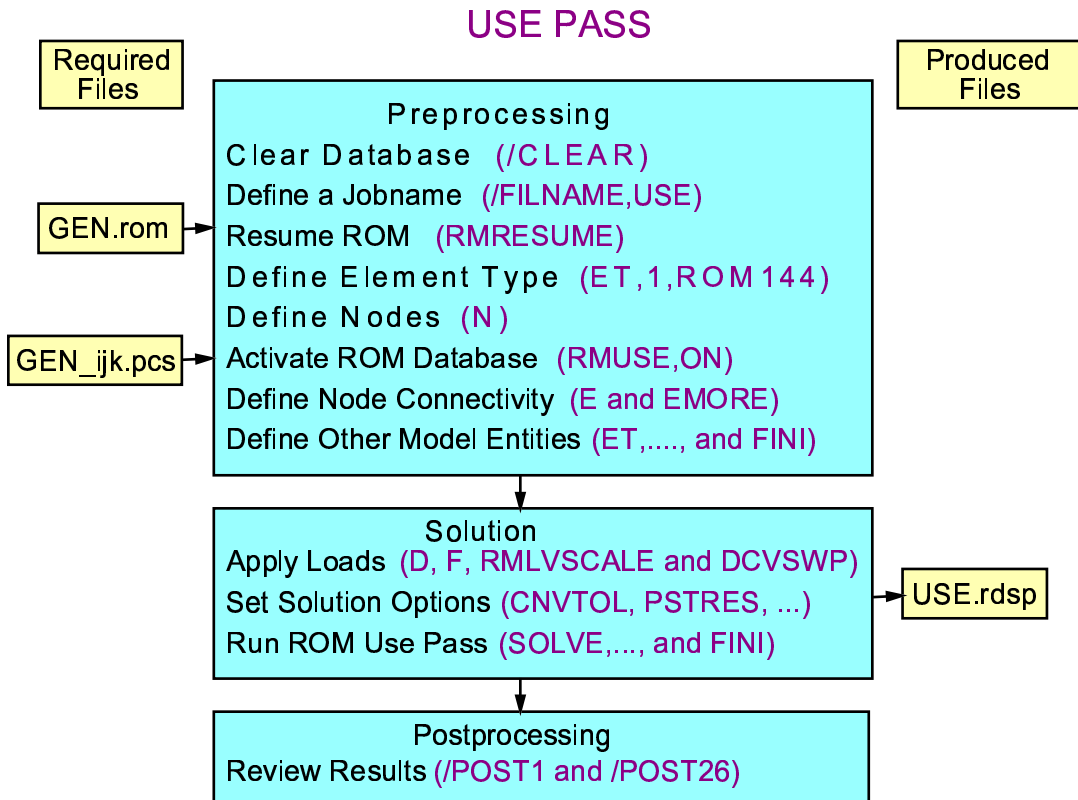 USE PASS
Required
Files
Produced
Files
Preprocessing
Clear Database (/CLEAR)
Define a Jobname (/FILNAME,USE)
GEN.rom
Resume ROM (RMRESUME)
Define Element Type (ET,1,ROM144)
Define Nodes (N)
GEN_ijk.pcs
Activate ROM Database (RMUSE,ON)
Define Node Connectivity (E and EMORE)
Define Other Model Entities (ET,...., and FINI)
Solution
Apply Loads (D, F, RMLVSCALE and DCVSWP)
Set Solution Options (CNVTOL, PSTRES, ...)
USE.rdsp
Run ROM Use Pass (SOLVE,..., and FINI)
Postprocessing
Review Results (/POST1 and /POST26)